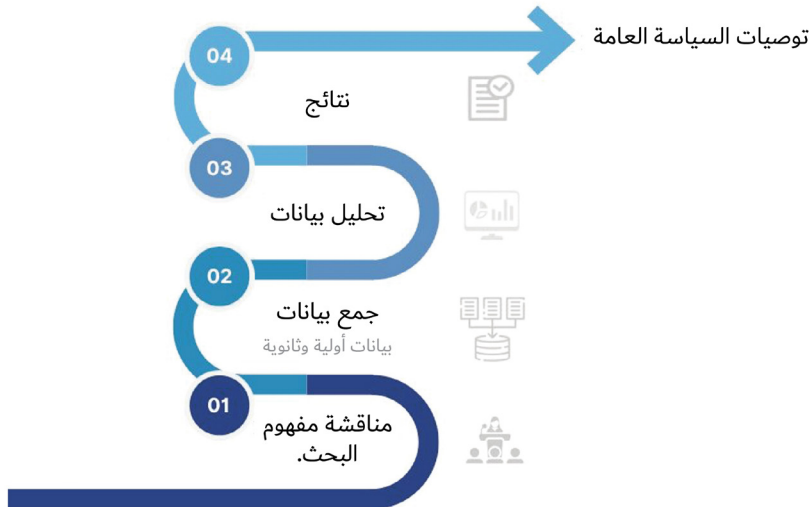 توصيات السياسة العامة
04
نتائج
03
تحليل بيانات
02
جمع بيانات
بيانات أولية وثانوية
01
مناقشة مفهوم
البحث.